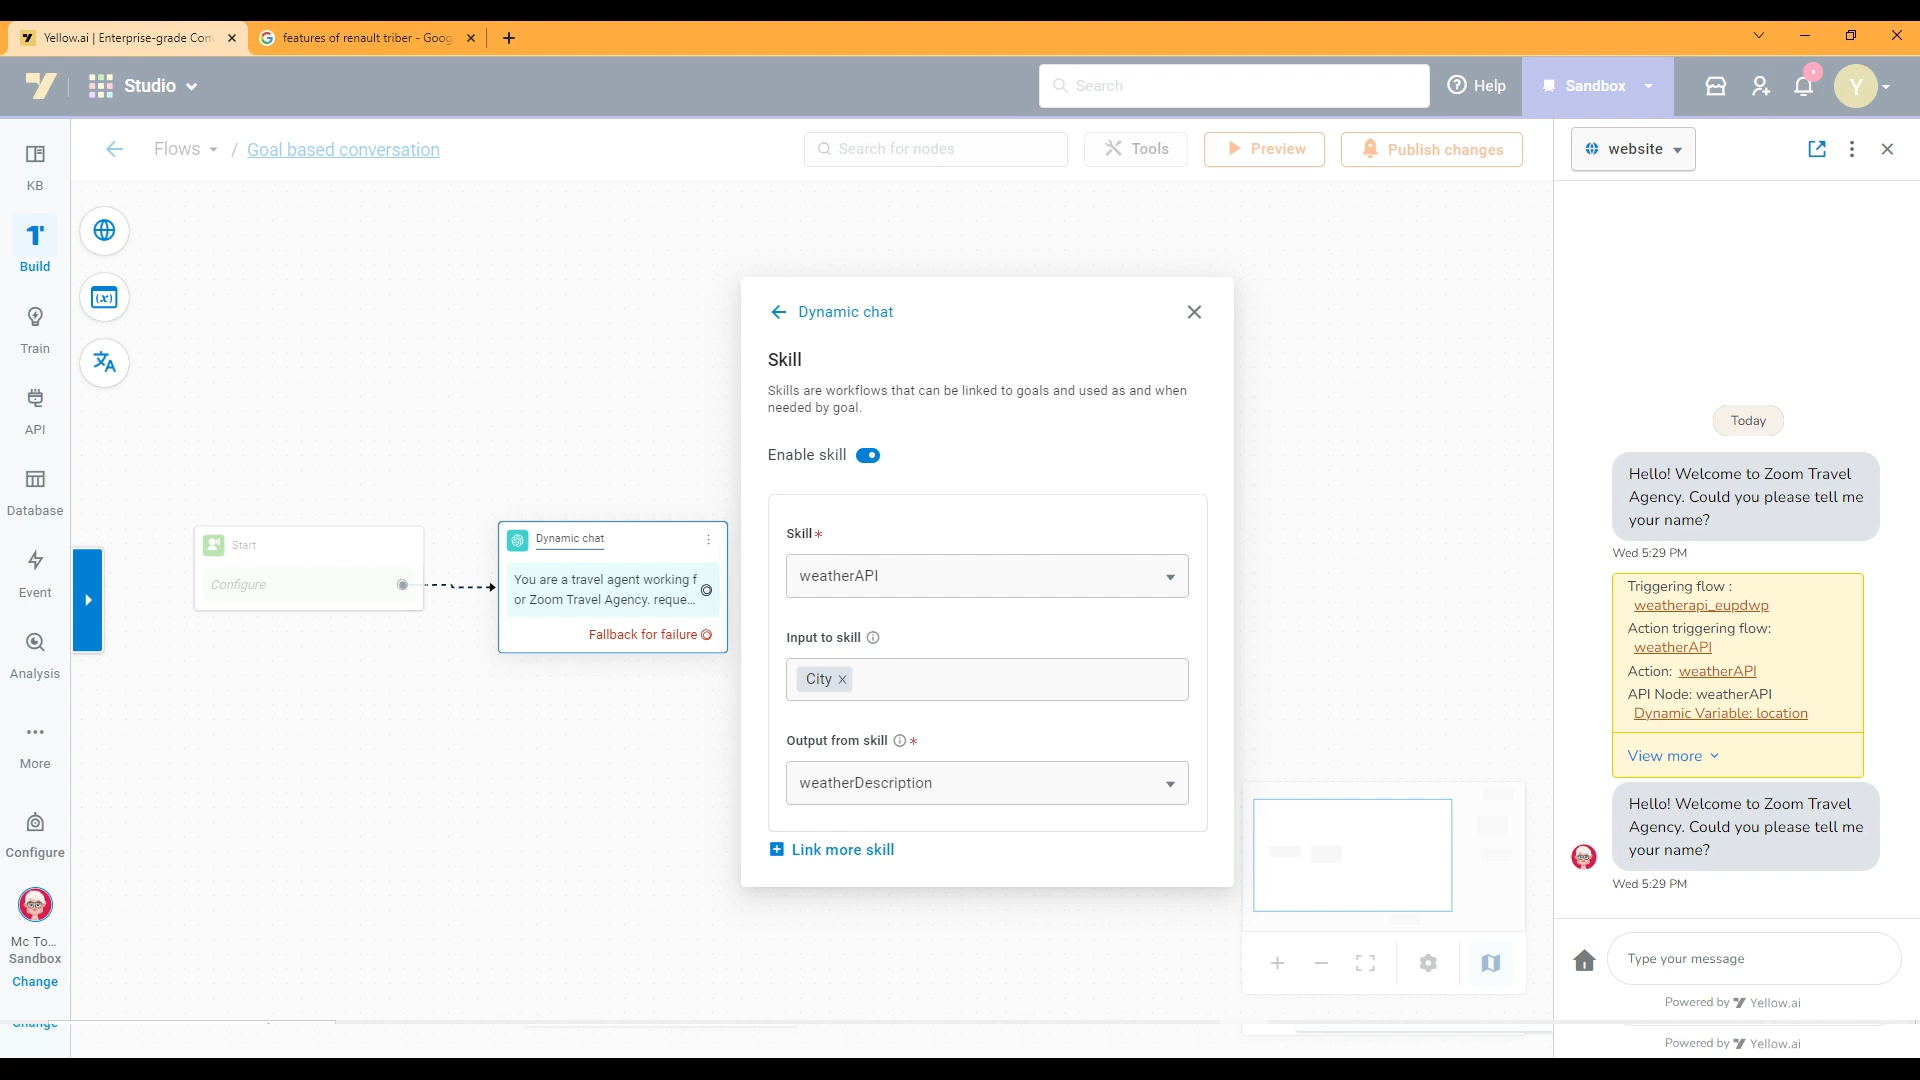 Yellow.ai | Enterprise-grade Con
features of renault triber - Goog
Studio
Search
Help
Sandbox
Y
Flows / Goal based conversation
Search for nodes
Tools
Preview
Publish changes
website
KB
Build
Train
API
Database
Event
Analysis
More
Configure
Mc To...
Sandbox
Change
Change
Start
Configure
Dynamic chat
You are a travel agent working f
or Zoom Travel Agency. reque...
Fallback for failure
Dynamic chat
Skill
Skills are workflows that can be linked to goals and used as and when
needed by goal.
Enable skill
Skill*
weatherAPI
Input to skill
City
Output from skill *
weatherDescription
Link more skill
Today
Hello! Welcome to Zoom Travel
Agency. Could you please tell me
your name?
Wed 5:29 PM
Triggering flow :
weatherapi_eupdwp
Action triggering flow:
weatherAPI
Action: weatherAPI
API Node: weatherAPI
Dynamic Variable: location
View more
Hello! Welcome to Zoom Travel
Agency. Could you please tell me
your name?
Wed 5:29 PM
Type your message
Powered by Yellow.ai
Powered by Yellow.ai